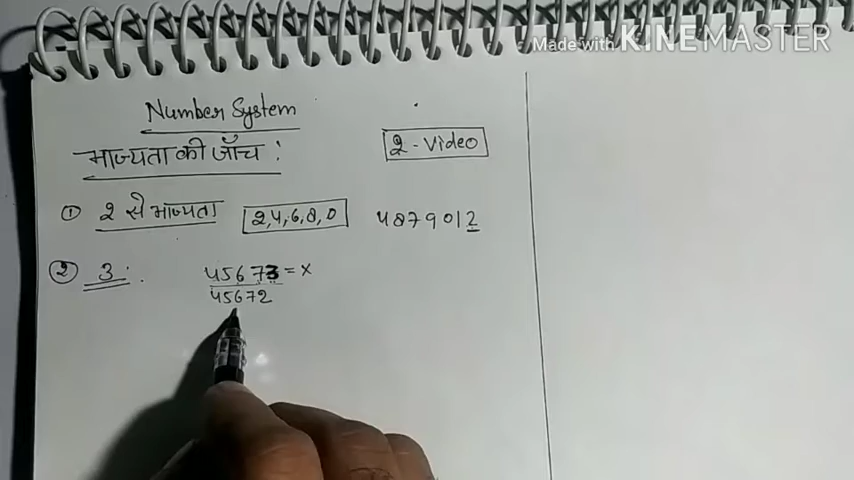 Made with KINEMASTER
Number System
भाज्यता की जाँच :
2 - Video
① 2 से भाज्यता 2,4,6,8,0 4879012
② 3: 45673 = x
45672